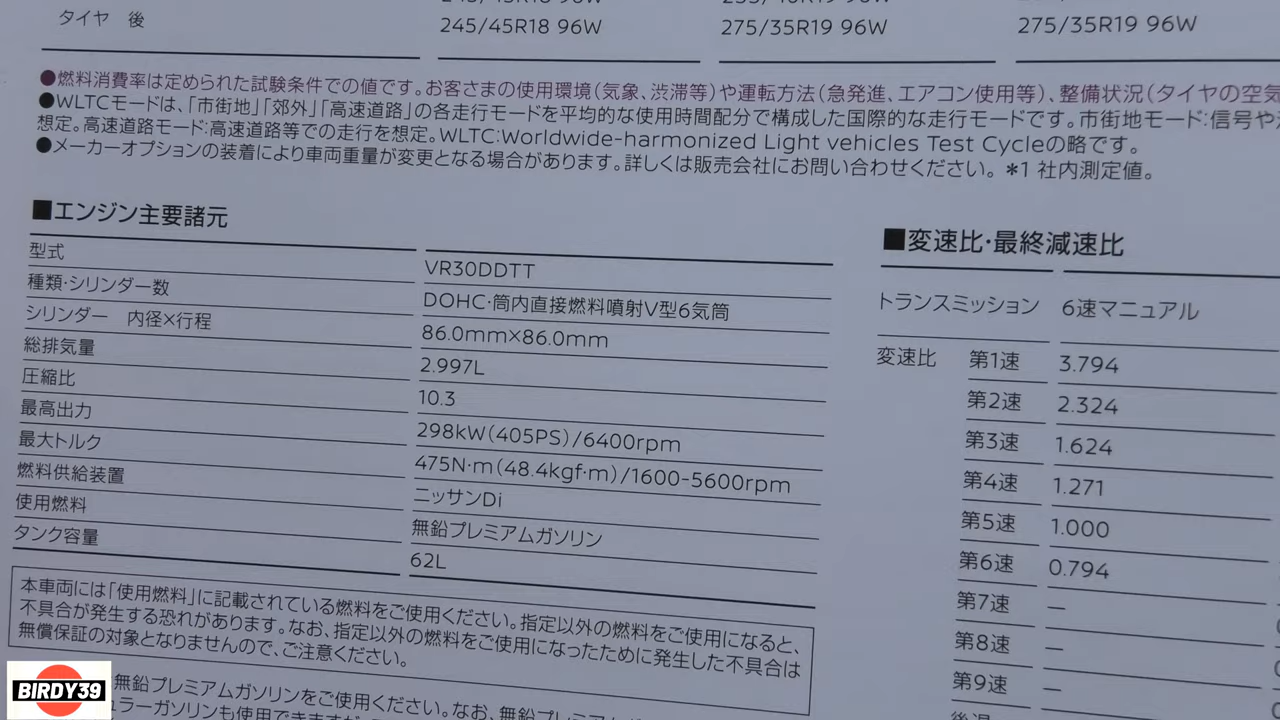 タイヤ 後 245/45R18 96W 275/35R19 96W 275/35R19 96W
●燃料消費率は定められた試験条件での値です。お客さまの使用環境(気象、渋滞等)や運転方法(急発進、エアコン使用等)、整備状況(タイヤの空気
●WLTCモードは、「市街地」「郊外」「高速道路」の各走行モードを平均的な使用時間配分で構成した国際的な走行モードです。市街地モード:信号や
想定。高速道路モード:高速道路等での走行を想定。WLTC:Worldwide-harmonized Light vehicles Test Cycleの略です。
●メーカーオプションの装着により車両重量が変更となる場合があります。詳しくは販売会社にお問い合わせください。 *1 社内測定値。
■エンジン主要諸元
型式 VR30DDTT
種類・シリンダー数 DOHC・筒内直接燃料噴射V型6気筒
シリンダー 内径×行程 86.0mm×86.0mm
総排気量 2.997L
圧縮比 10.3
最高出力 298kW(405PS)/6400rpm
最大トルク 475N・m(48.4kgf・m)/1600-5600rpm
燃料供給装置 ニッサンDi
使用燃料 無鉛プレミアムガソリン
タンク容量 62L
本車両には「使用燃料」に記載されている燃料をご使用ください。指定以外の燃料をご使用になると、
不具合が発生する恐れがあります。なお、指定以外の燃料をご使用になったために発生した不具合は
無償保証の対象となりませんので、ご注意ください。
無鉛プレミアムガソリンをご使用ください。なお、無鉛プレミアムガソ
■変速比・最終減速比
トランスミッション 6速マニュアル
変速比 第1速 3.794
第2速 2.324
第3速 1.624
第4速 1.271
第5速 1.000
第6速 0.794
第7速 —
第8速 —
第9速 —
BIRDY39